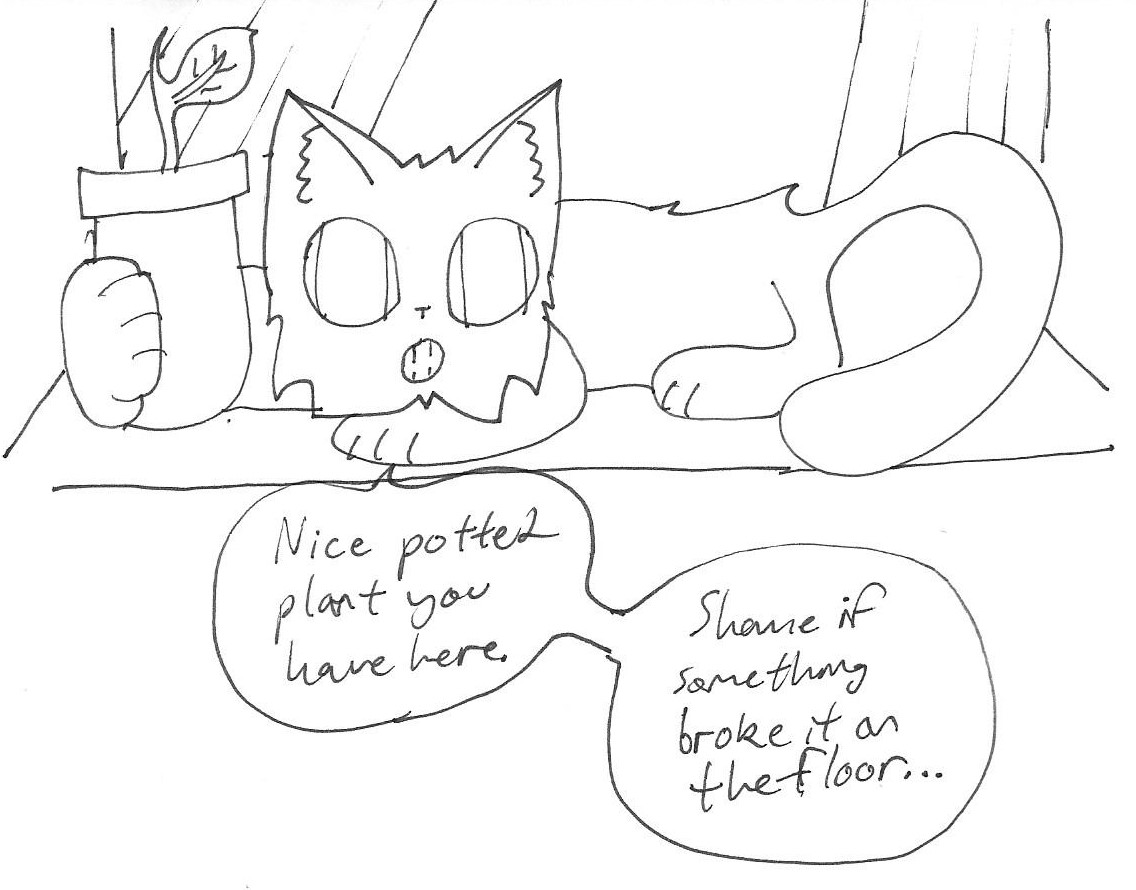 Nice potted
plant you
have here.
Shame if
something
broke it on
the floor...